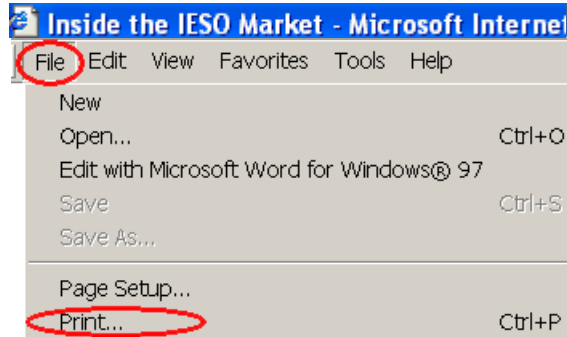 Inside the IESO Market - Microsoft Internet
File Edit View Favorites Tools Help
New
Open... Ctrl+O
Edit with Microsoft Word for Windows® 97
Save Ctrl+S
Save As...
Page Setup...
Print... Ctrl+P